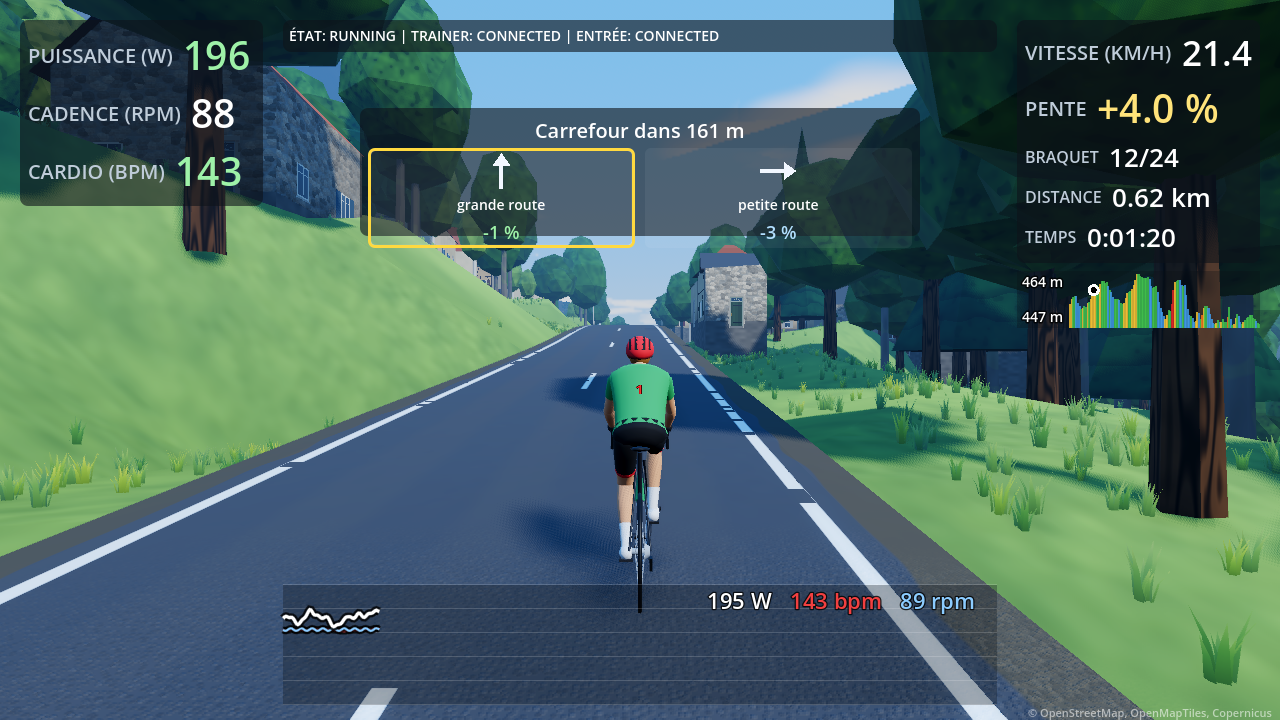 PUISSANCE (W) 196
CADENCE (RPM) 88
CARDIO (BPM) 143
ÉTAT: RUNNING | TRAINER: CONNECTED | ENTRÉE: CONNECTED
Carrefour dans 161 m
grande route
-1 %
petite route
-3 %
VITESSE (KM/H) 21.4
PENTE +4.0 %
BRAQUET 12/24
DISTANCE 0.62 km
TEMPS 0:01:20
464 m
447 m
1
195 W 143 bpm 89 rpm
© OpenStreetMap, OpenMapTiles, Copernicus